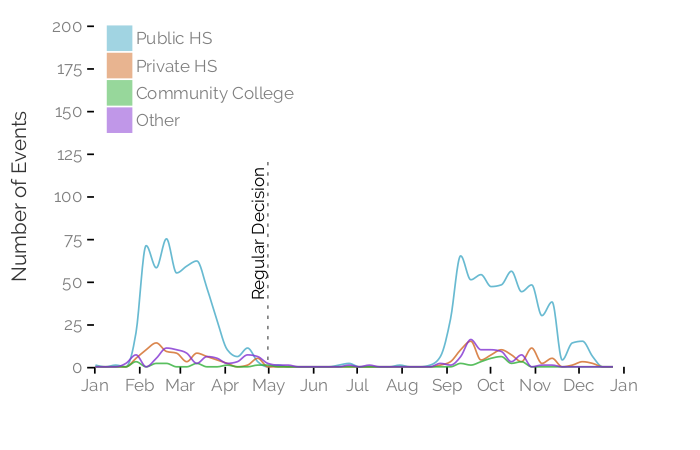 200
175
150
125
100
75
50
25
0
Number of Events
Public HS
Private HS
Community College
Other
Regular Decision
Jan Feb Mar Apr May Jun Jul Aug Sep Oct Nov Dec Jan